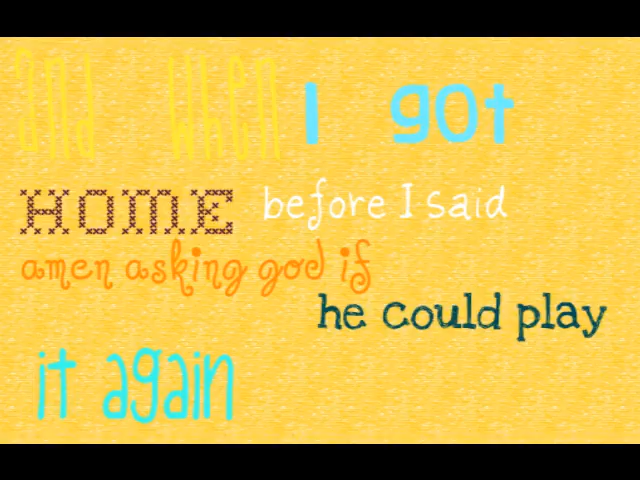 and when I got
HOME before I said
amen asking god if
he could play
it again